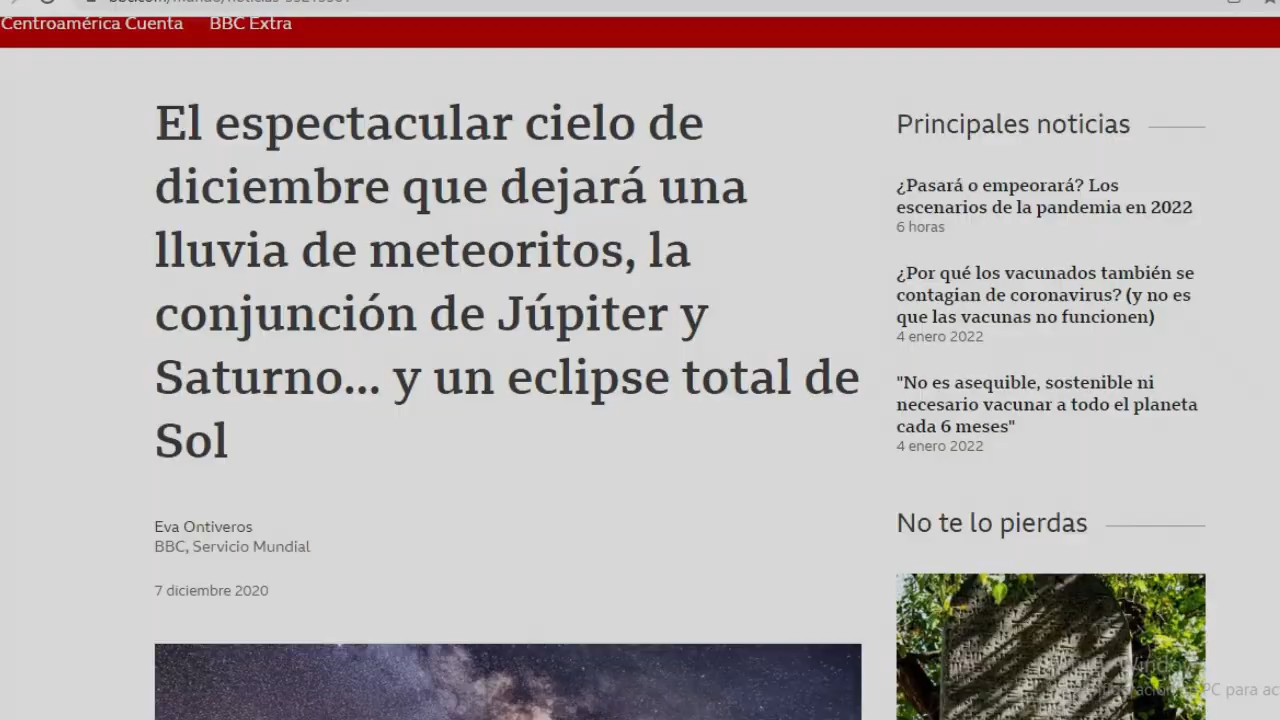 Centroamérica Cuenta BBC Extra
El espectacular cielo de
diciembre que dejará una
lluvia de meteoritos, la
conjunción de Júpiter y
Saturno... y un eclipse total de
Sol
Eva Ontiveros
BBC, Servicio Mundial
7 diciembre 2020
Principales noticias
¿Pasará o empeorará? Los
escenarios de la pandemia en 2022
6 horas
¿Por qué los vacunados también se
contagian de coronavirus? (y no es
que las vacunas no funcionen)
4 enero 2022
"No es asequible, sostenible ni
necesario vacunar a todo el planeta
cada 6 meses"
4 enero 2022
No te lo pierdas
PC para